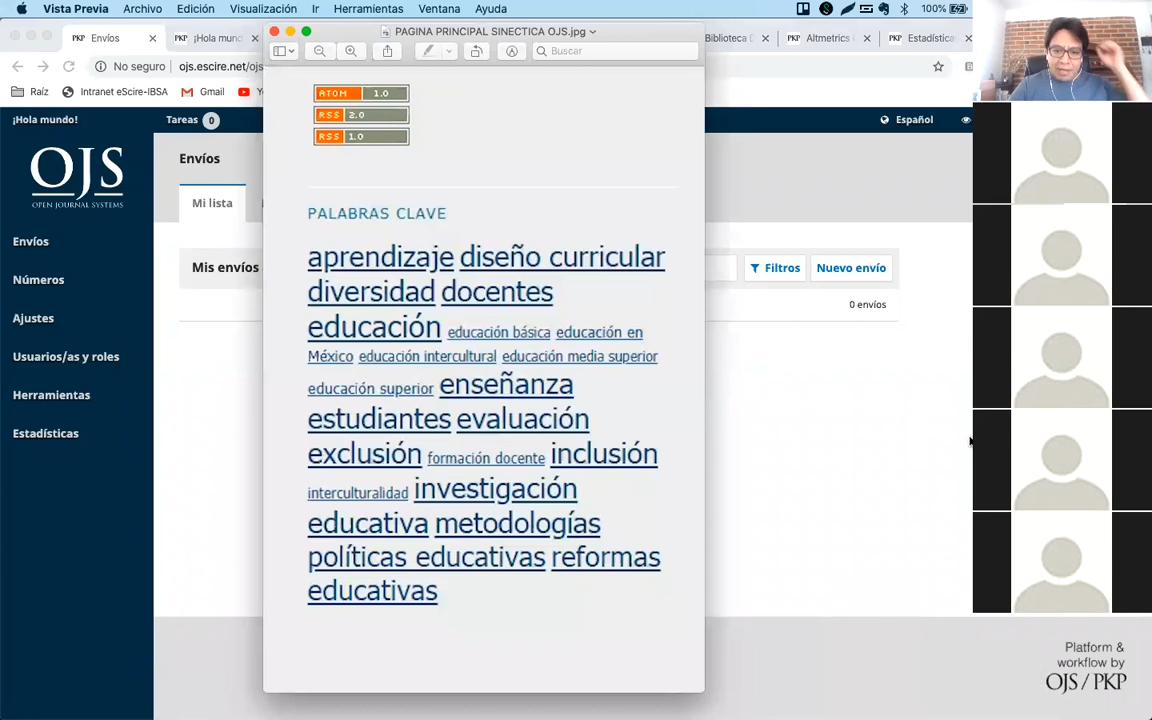 Vista Previa Archivo Edición Visualización Ir Herramientas Ventana Ayuda 100%
PKP Envíos
PKP ¡Hola mund
PAGINA PRINCIPAL SINECTICA OJS.jpg
Biblioteca D
Altmetrics
PKP Estadística
No seguro ojs.escire.net/ojs
Buscar
Raíz Intranet eScire-IBSA Gmail
¡Hola mundo! Tareas 0 Español
ATOM 1.0
RSS 2.0
RSS 1.0
OJS
OPEN JOURNAL SYSTEMS
Envíos
Números
Ajustes
Usuarios/as y roles
Herramientas
Estadísticas
Envíos
Mi lista
Mis envíos
Filtros
Nuevo envío
0 envíos
PALABRAS CLAVE
aprendizaje diseño curricular
diversidad docentes
educación educación básica educación en
México educación intercultural educación media superior
educación superior enseñanza
estudiantes evaluación
exclusión formación docente inclusión
interculturalidad investigación
educativa metodologías
políticas educativas reformas
educativas
Platform &
workflow by
OJS / PKP